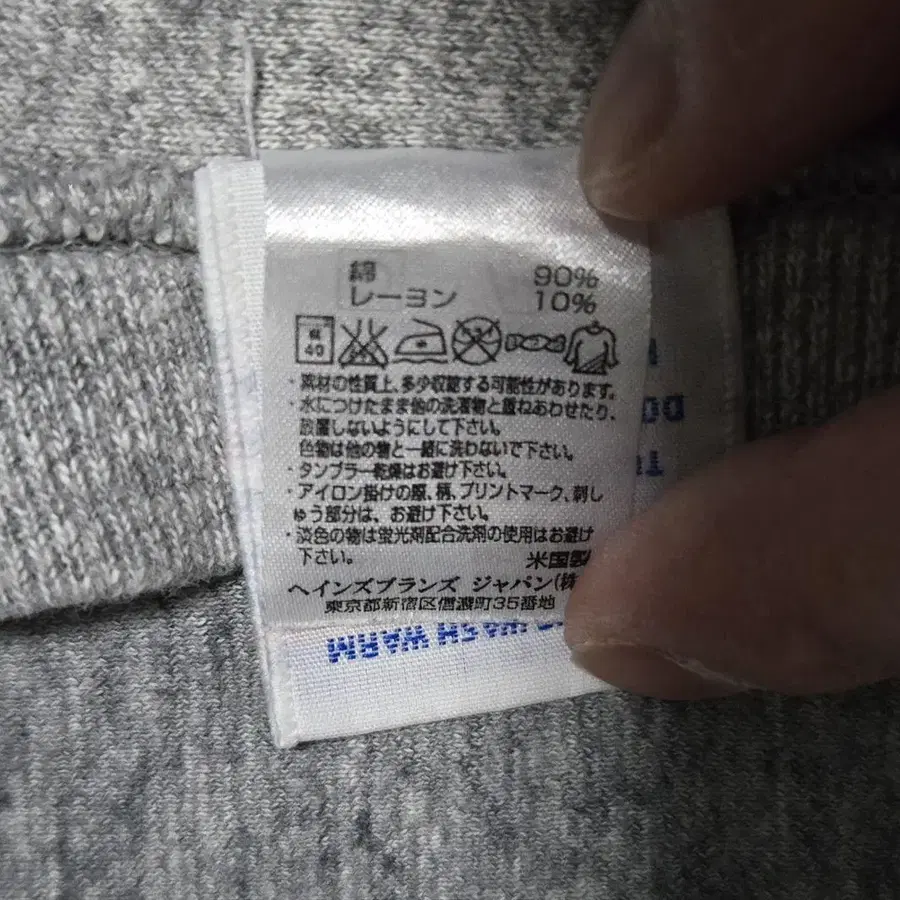 綿 90%
レーヨン 10%
40
・素材の性質上、多少収縮する可能性があります。
・水につけたまま他の洗濯物と重ねあわせたり、
放置しないようにして下さい。
色物は他の物と一緒に洗わないで下さい。
・タンブラー乾燥はお避け下さい。
・アイロン掛けの際、柄、プリントマーク、刺し
ゅう部分は、お避け下さい。
・淡色の物は蛍光剤配合洗剤の使用はお避け
下さい。 米国製
ヘインズブランズ ジャパン(株
東京都新宿区信濃町35番地
WASH WARM